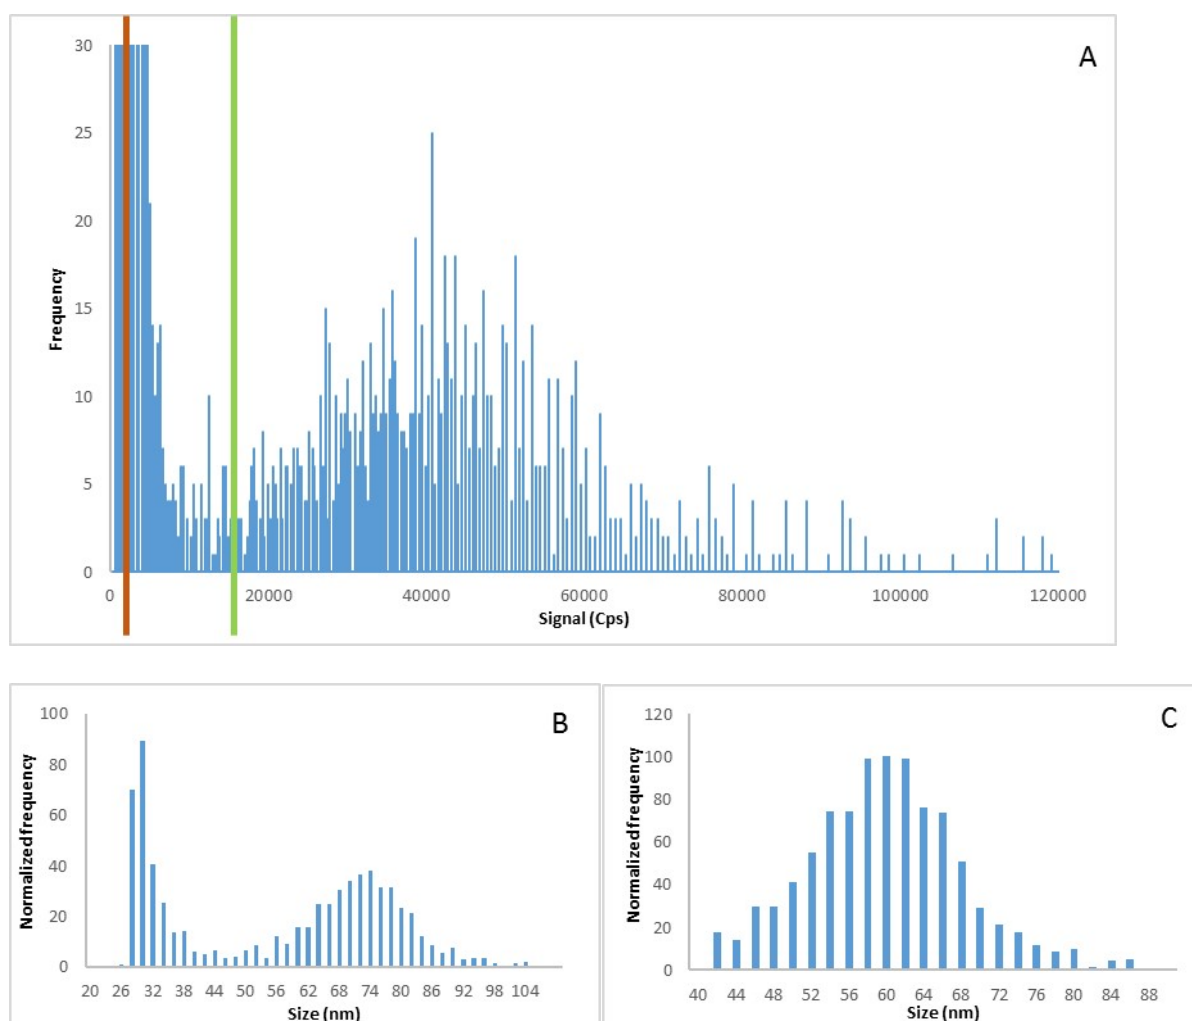 A
30
25
20
15
10
5
0
Frequency
0 20000 40000 60000 80000 100000 120000
Signal (Cps)
B
100
80
60
40
20
0
Normalized frequency
20 26 32 38 44 50 56 62 68 74 80 86 92 98 104
Size (nm)
C
120
100
80
60
40
20
0
Normalized frequency
40 44 48 52 56 60 64 68 72 76 80 84 88
Size (nm)